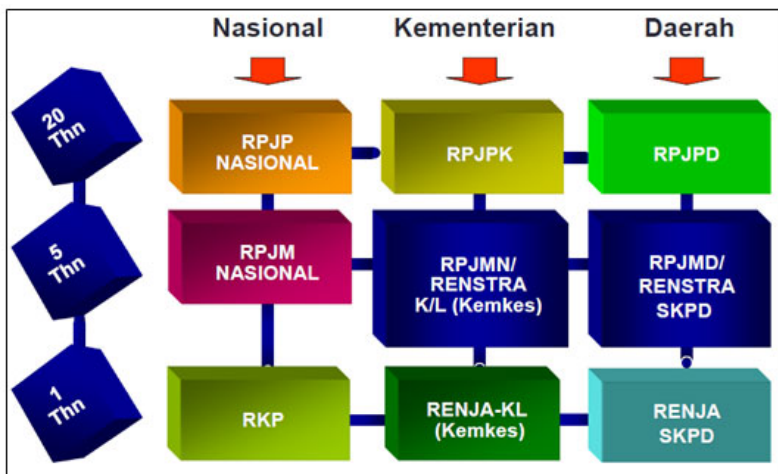 Nasional
Kementerian
Daerah
20
Thn
RPJP
NASIONAL
RPJPK
RPJPD
5
Thn
RPJM
NASIONAL
RPJMN/
RENSTRA
K/L (Kemkes)
RPJMD/
RENSTRA
SKPD
1
Thn
RKP
RENJA-KL
(Kemkes)
RENJA
SKPD